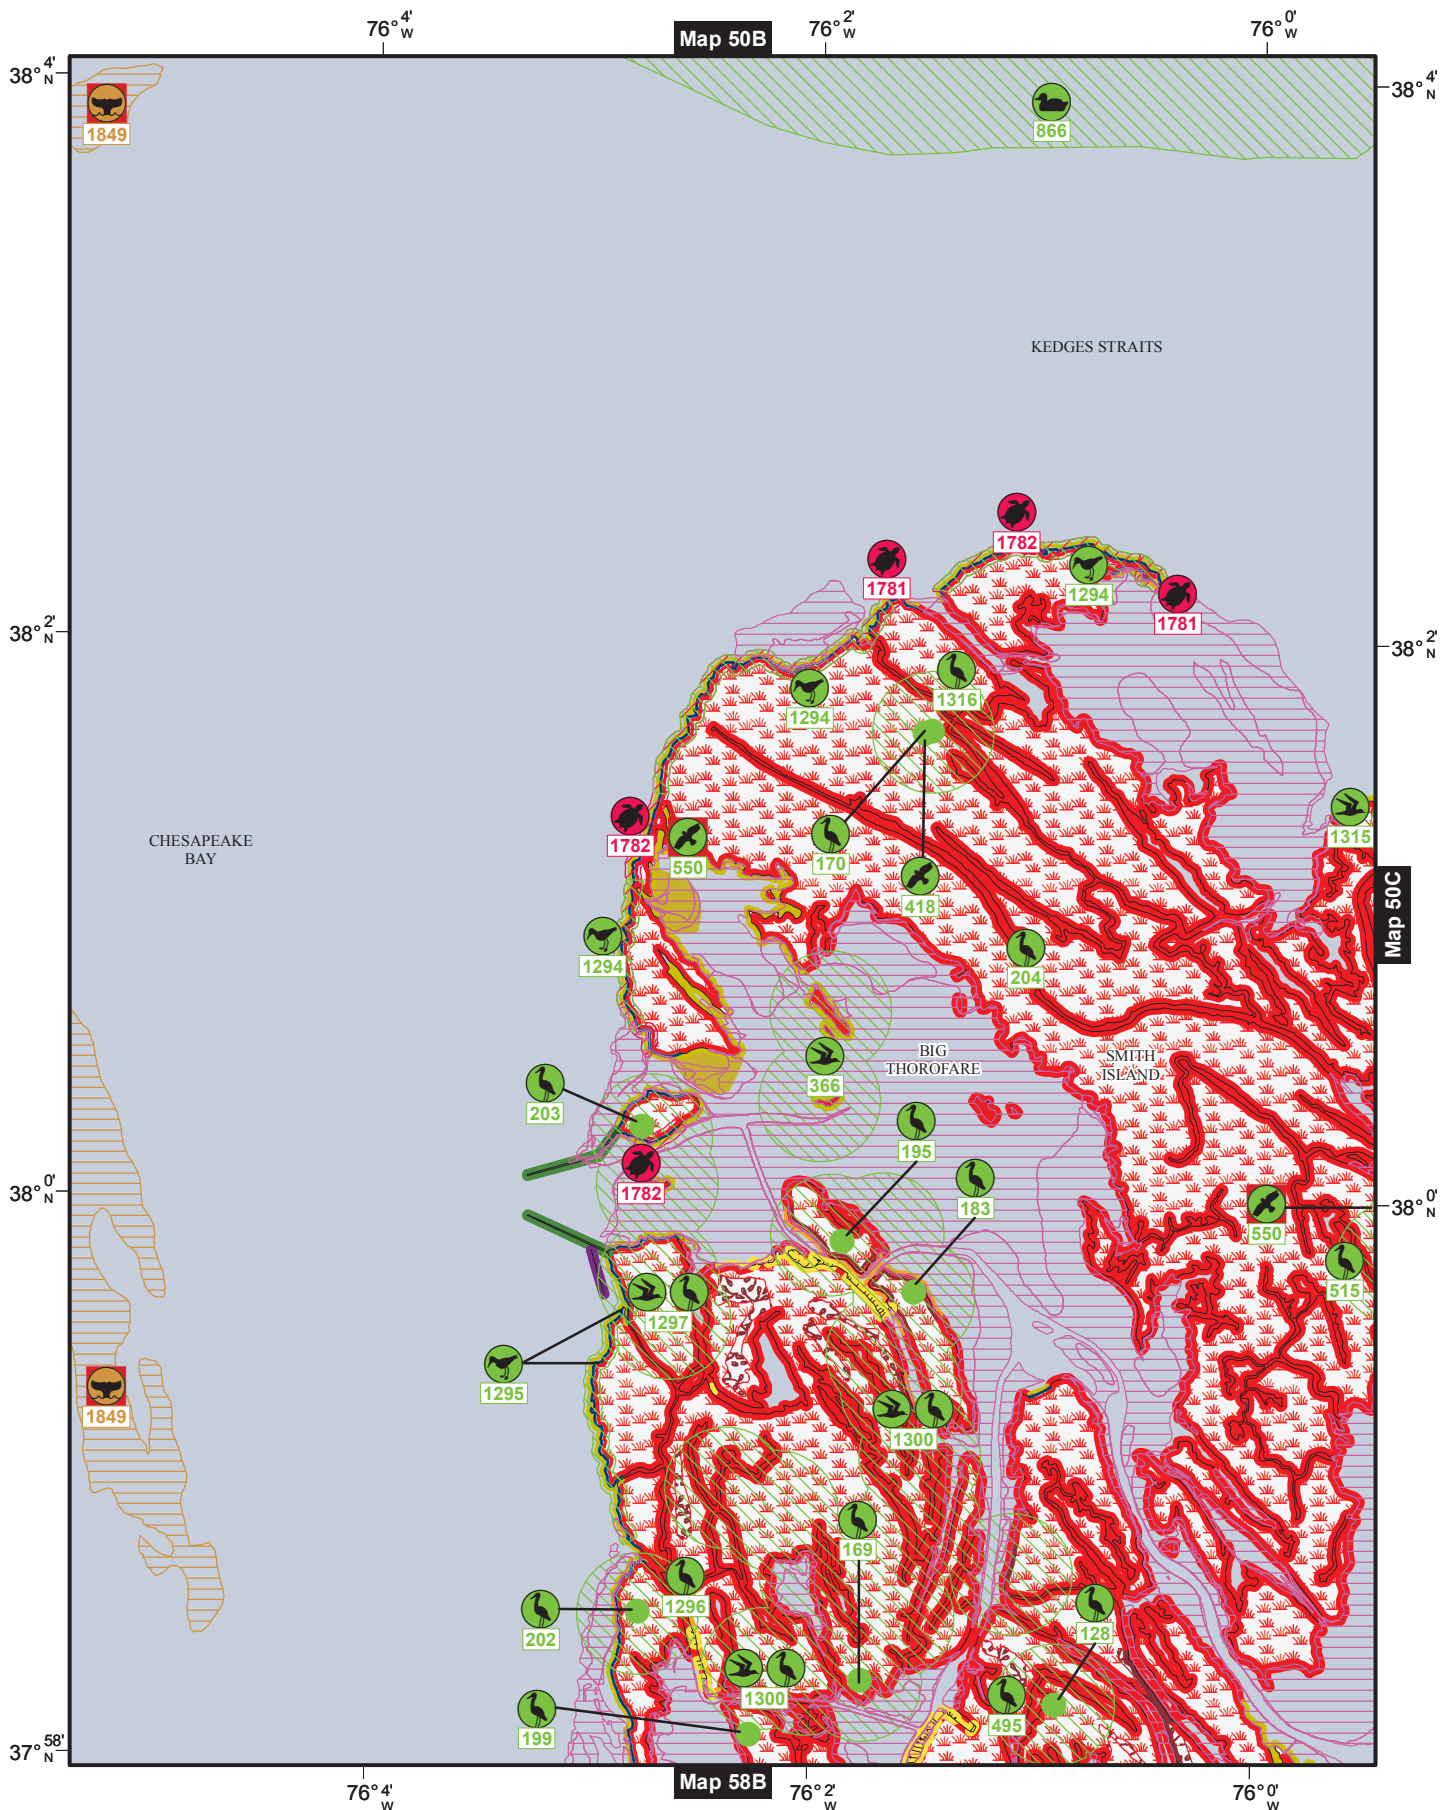 76° 4' W
Map 50B
76° 2' W
76° 0' W
38° 4' N
38° 4' N
1849
866
KEDGES STRAITS
1782
1781
1294
1781
38° 2' N
38° 2' N
1316
1294
1315
1782
550
170
CHESAPEAKE
BAY
418
Map 50C
1294
204
BIG
THOROFARE
SMITH
ISLAND
366
203
195
1782
183
38° 0' N
38° 0' N
550
515
1297
1295
1849
1300
169
1296
202
128
1300
495
199
37° 58' N
76° 4' W
Map 58B
76° 2' W
76° 0' W